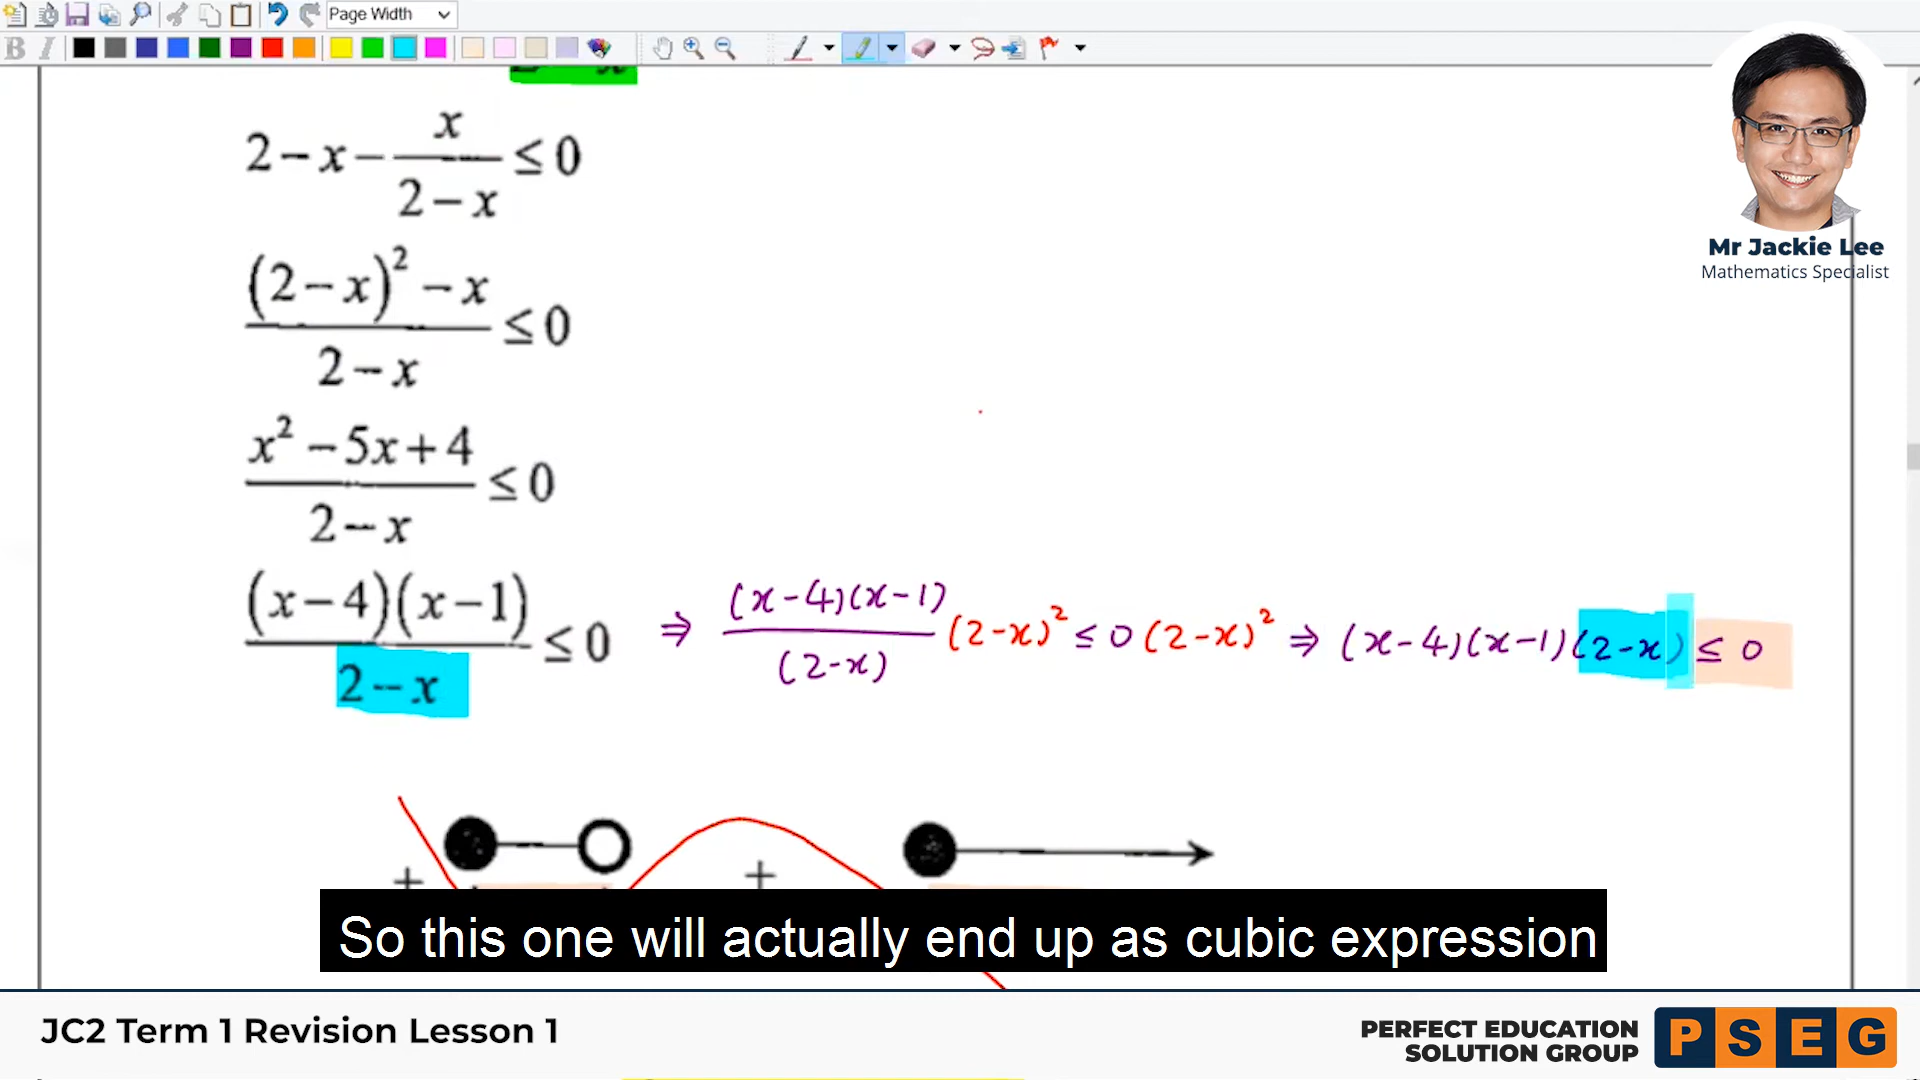 Page Width
B I
2 − x − x/(2 − x) ≤ 0
((2 − x)² − x)/(2 − x) ≤ 0
(x² − 5x + 4)/(2 − x) ≤ 0
(x − 4)(x − 1)/(2 − x) ≤ 0 ⇒ (x − 4)(x − 1)/(2 − x) (2 − x)² ≤ 0 (2 − x)² ⇒ (x − 4)(x − 1)(2 − x) ≤ 0
+ +
Mr Jackie Lee
Mathematics Specialist
So this one will actually end up as cubic expression
JC2 Term 1 Revision Lesson 1
PERFECT EDUCATION
SOLUTION GROUP
PSEG